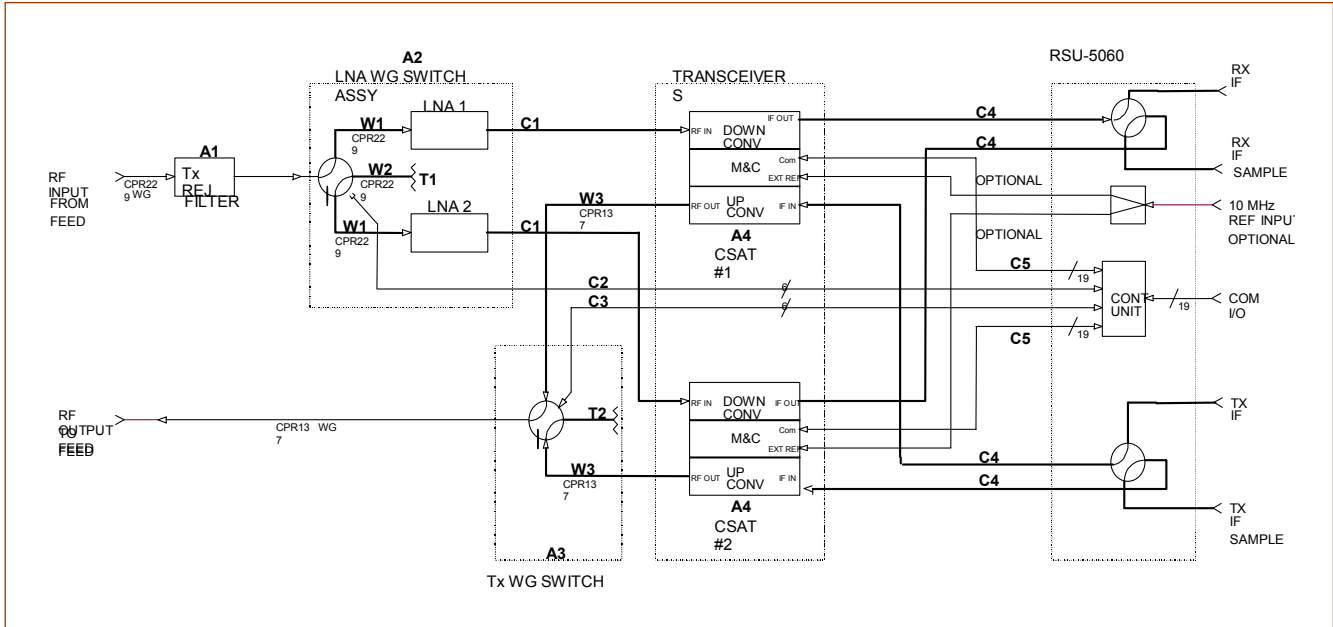 A2
LNA WG SWITCH
ASSY
TRANSCEIVER
S
RSU-5060
RX
IF
LNA 1
W1
CPR22
9
C1
RF IN
IF OUT
DOWN
CONV
C4
C4
A1
Tx
REJ
FILTER
RF
INPUT
FROM
FEED
CPR22
9 WG
W2
CPR22
9
T1
M&C
Com
EXT REF
RX
IF
SAMPLE
OPTIONAL
W3
CPR13
7
RF OUT
UP
CONV
IF IN
10 MHz
REF INPUT
OPTIONAL
LNA 2
W1
CPR22
9
C1
A4
CSAT
#1
OPTIONAL
C5
19
C2
6
C3
6
CONT
UNIT
19
COM
I/O
C5
19
RF
OUTPUT
TO
FEED
FEED
CPR13 WG
7
T2
RF IN
IF OUT
DOWN
CONV
M&C
Com
EXT REF
TX
IF
W3
CPR13
7
RF OUT
UP
CONV
IF IN
C4
C4
A4
CSAT
#2
TX
IF
SAMPLE
A3
Tx WG SWITCH